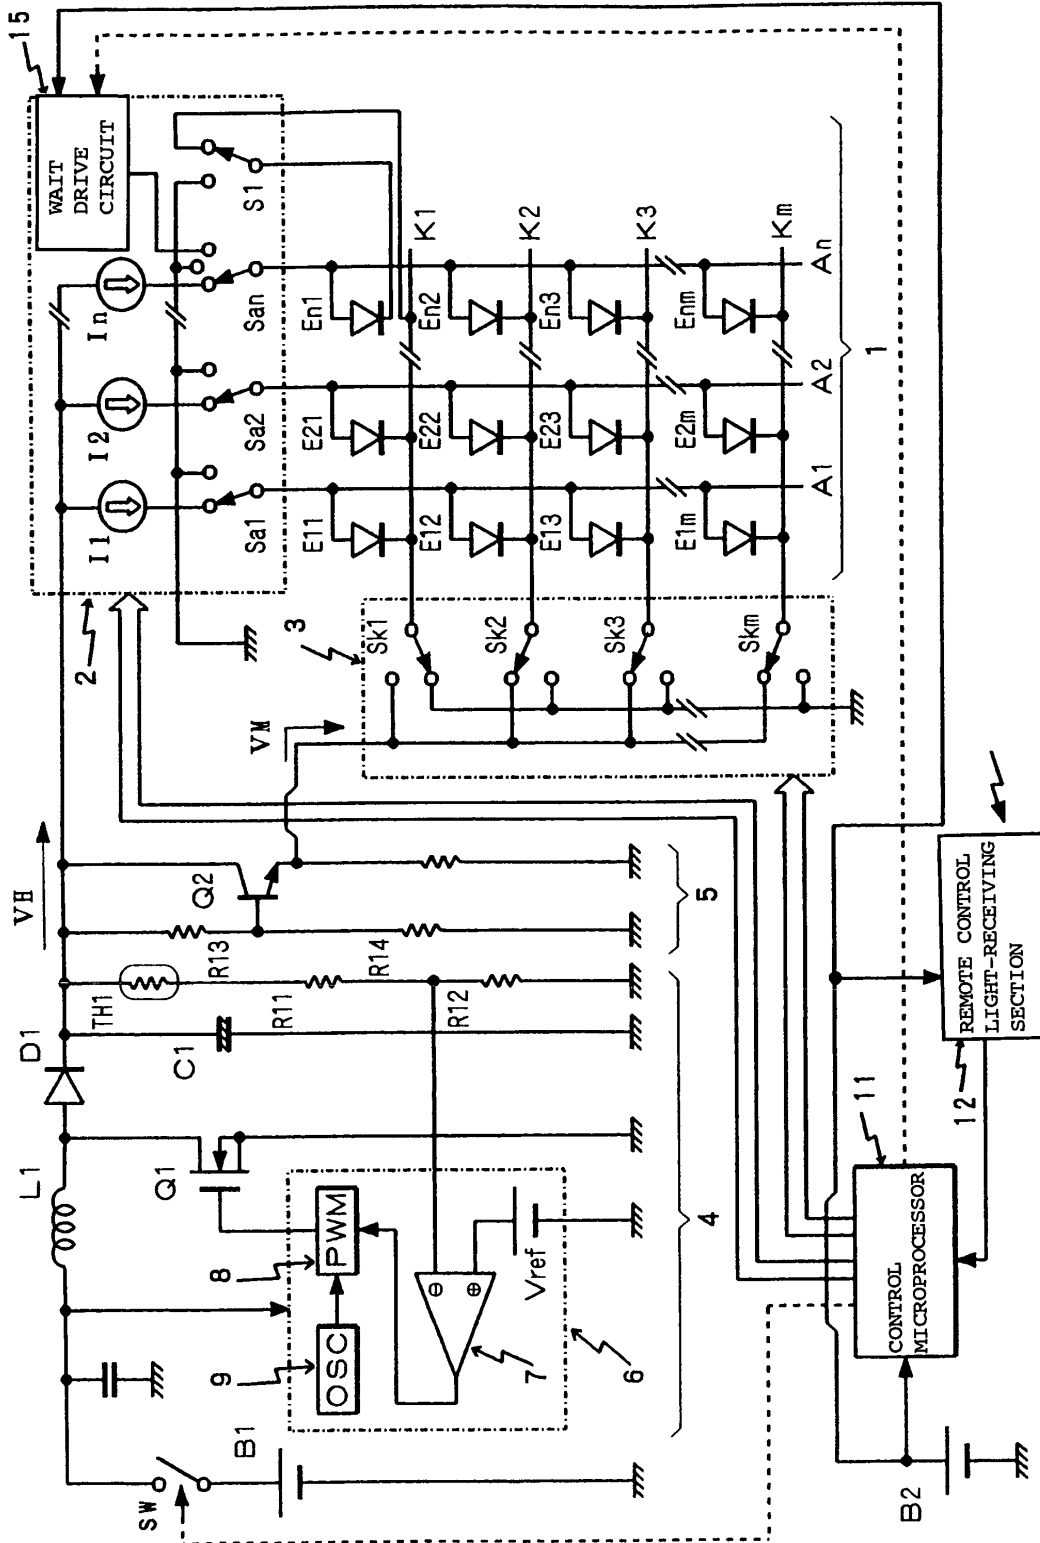 15
WAIT
DRIVE
CIRCUIT
I1
I2
In
Sa1
Sa2
San
S1
2
VH
E11
E21
En1
K1
E12
E22
En2
K2
E13
E23
En3
K3
E1m
E2m
Enm
Km
A1
A2
An
1
3
Sk1
Sk2
Sk3
Skm
VM
L1
D1
Q1
C1
TH1
R11
R12
R13
R14
Q2
5
4
SW
B1
9
OSC
8
PWM
7
⊖
⊕
Vref
6
B2
11
CONTROL
MICROPROCESSOR
12
REMOTE CONTROL
LIGHT-RECEIVING
SECTION